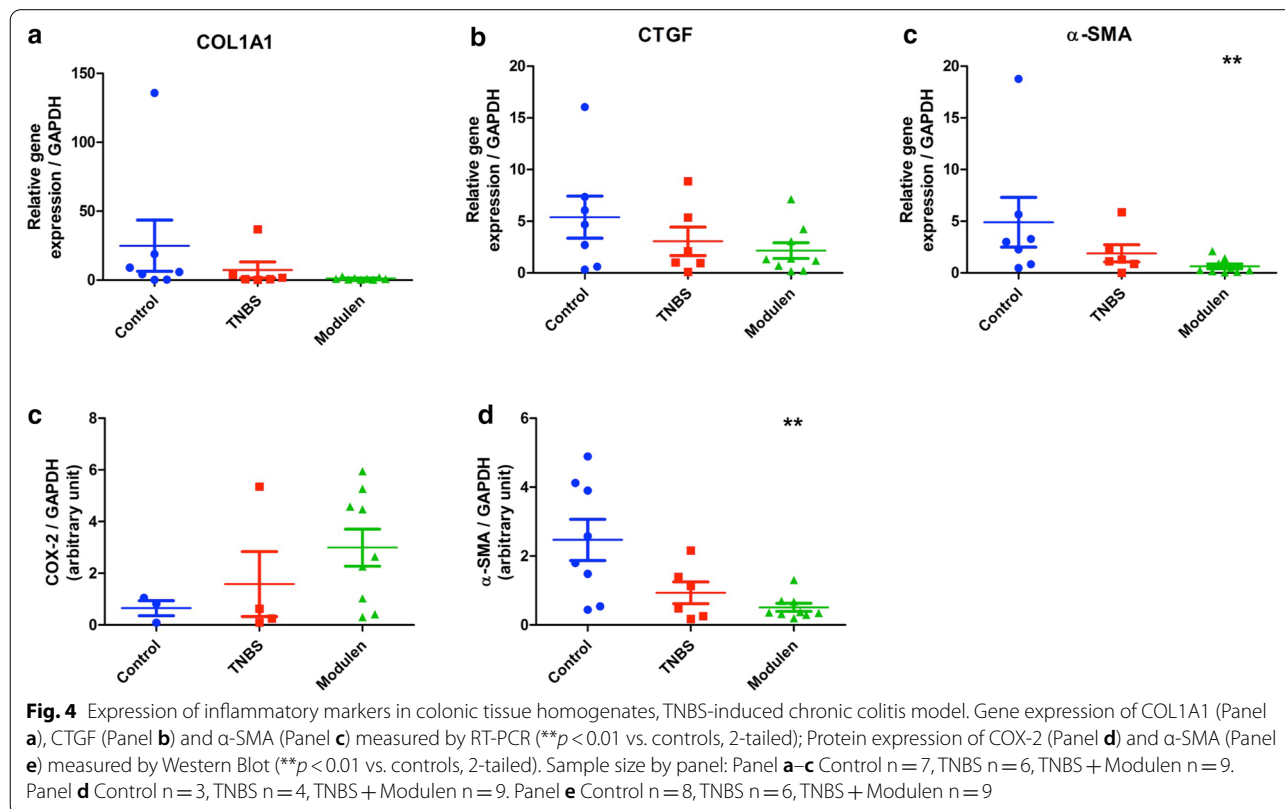 a
COL1A1
Relative gene
expression / GAPDH
150
100
50
0
Control
TNBS
Modulen
b
CTGF
Relative gene
expression / GAPDH
20
15
10
5
0
Control
TNBS
Modulen
c
α-SMA
**
Relative gene
expression / GAPDH
20
15
10
5
0
Control
TNBS
Modulen
c
COX-2 / GAPDH
(arbitrary unit)
8
6
4
2
0
Control
TNBS
Modulen
d
**
α-SMA / GAPDH
(arbitrary unit)
6
4
2
0
Control
TNBS
Modulen
Fig. 4 Expression of inflammatory markers in colonic tissue homogenates, TNBS-induced chronic colitis model. Gene expression of COL1A1 (Panel
a), CTGF (Panel b) and α-SMA (Panel c) measured by RT-PCR (**p < 0.01 vs. controls, 2-tailed); Protein expression of COX-2 (Panel d) and α-SMA (Panel
e) measured by Western Blot (**p < 0.01 vs. controls, 2-tailed). Sample size by panel: Panel a–c Control n = 7, TNBS n = 6, TNBS + Modulen n = 9.
Panel d Control n = 3, TNBS n = 4, TNBS + Modulen n = 9. Panel e Control n = 8, TNBS n = 6, TNBS + Modulen n = 9